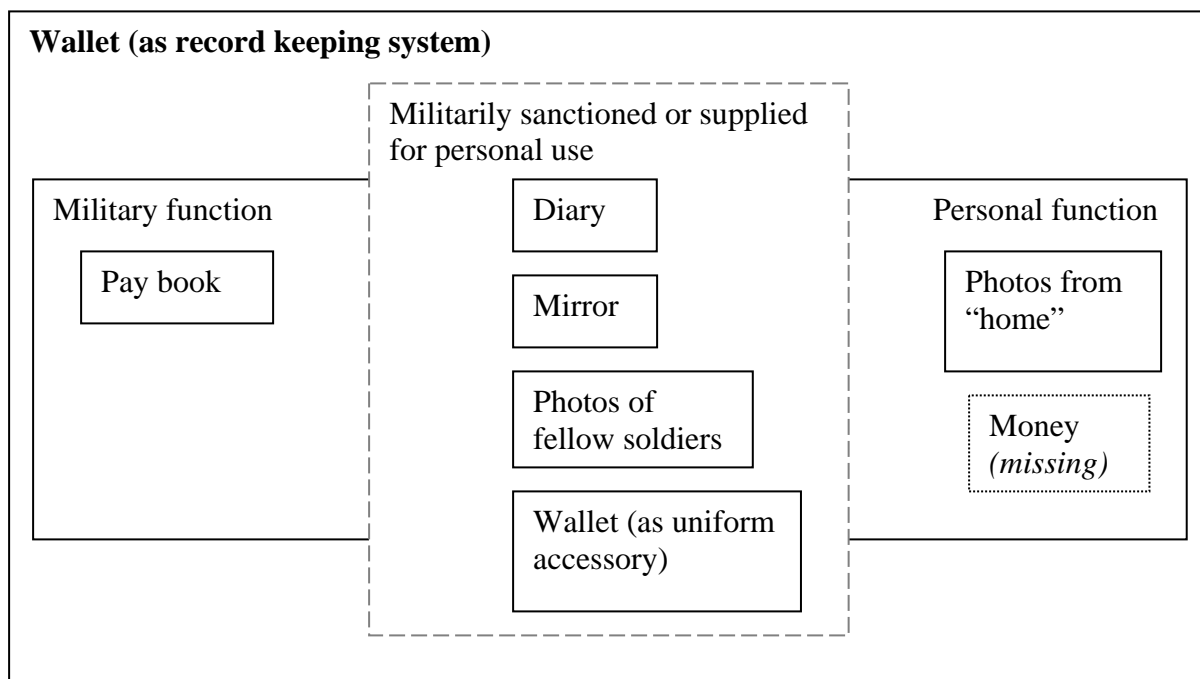 Wallet (as record keeping system)
Militarily sanctioned or supplied
for personal use
Military function
Pay book
Diary
Mirror
Photos of
fellow soldiers
Wallet (as uniform
accessory)
Personal function
Photos from
“home”
Money
(missing)